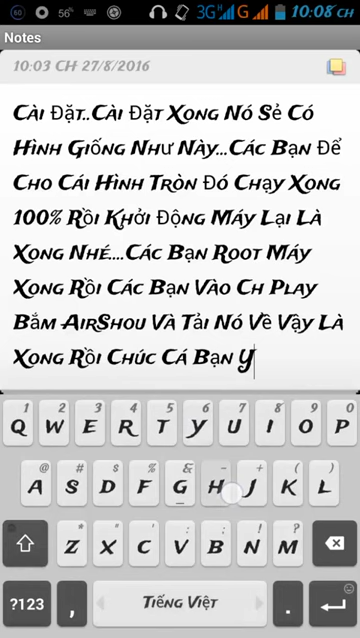 60 56% 3G H G 10:08 CH
Notes
10:03 CH 27/8/2016
Cài Đặt..Cài Đặt Xong Nó Sẻ Có
Hình Giống Như Này...Các Bạn Để
Cho Cái Hình Tròn Đó Chạy Xong
100% Rồi Khởi Động Máy Lại Là
Xong Nhé....Các Bạn Root Máy
Xong Rồi Các Bạn Vào Ch Play
Bắm AirShou Và Tải Nó Về Vậy Là
Xong Rồi Chúc Cá Bạn Y
1 2 3 4 5 6 7 8 9 0
Q W E R T Y U I O P
@ # $ % & - + ( )
A S D F G H J K L
* " ' : ; ! ?
Z X C V B N M
?123 , Tiếng Việt .